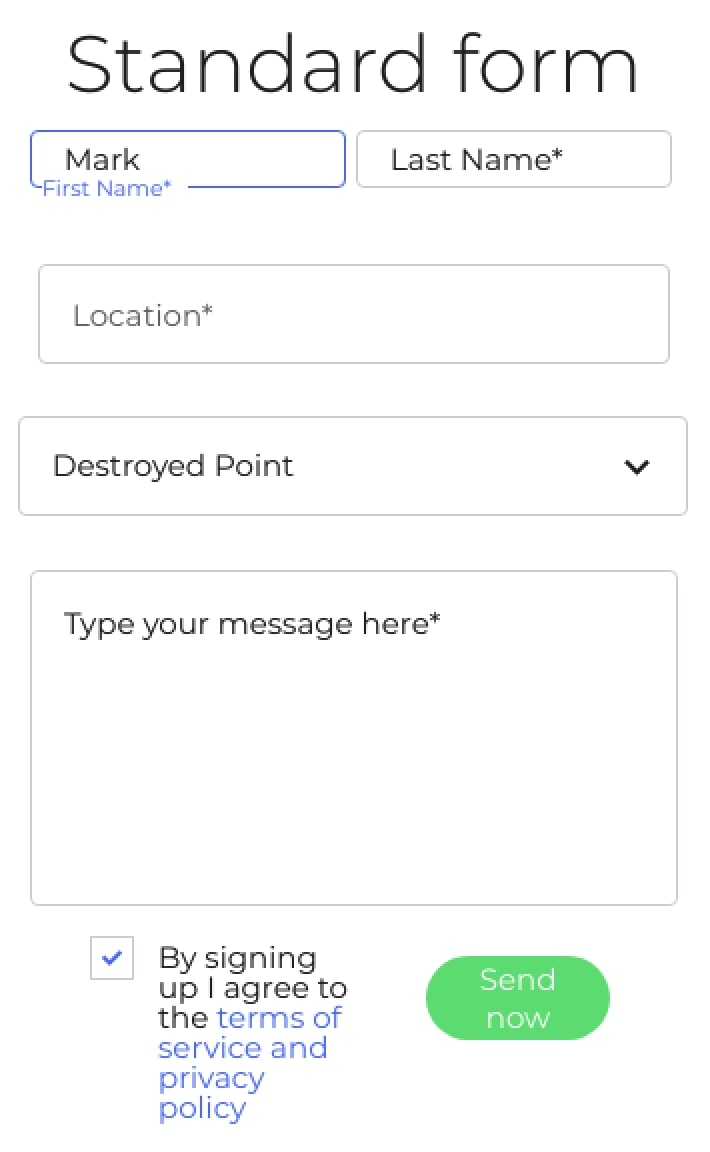 Standard form
Mark
Last Name*
First Name*
Location*
Destroyed Point
Type your message here*
By signing
up I agree to
the terms of
service and
privacy
policy
Send
now